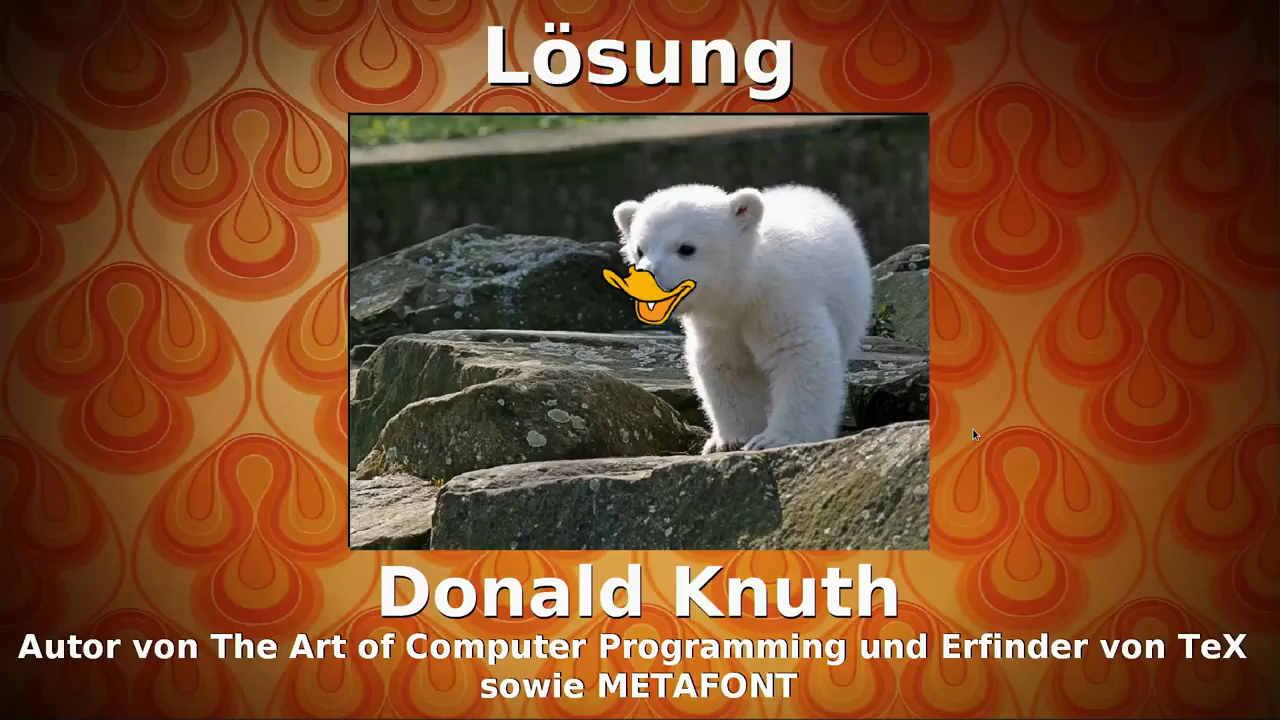 Lösung
Donald Knuth
Autor von The Art of Computer Programming und Erfinder von TeX
sowie METAFONT